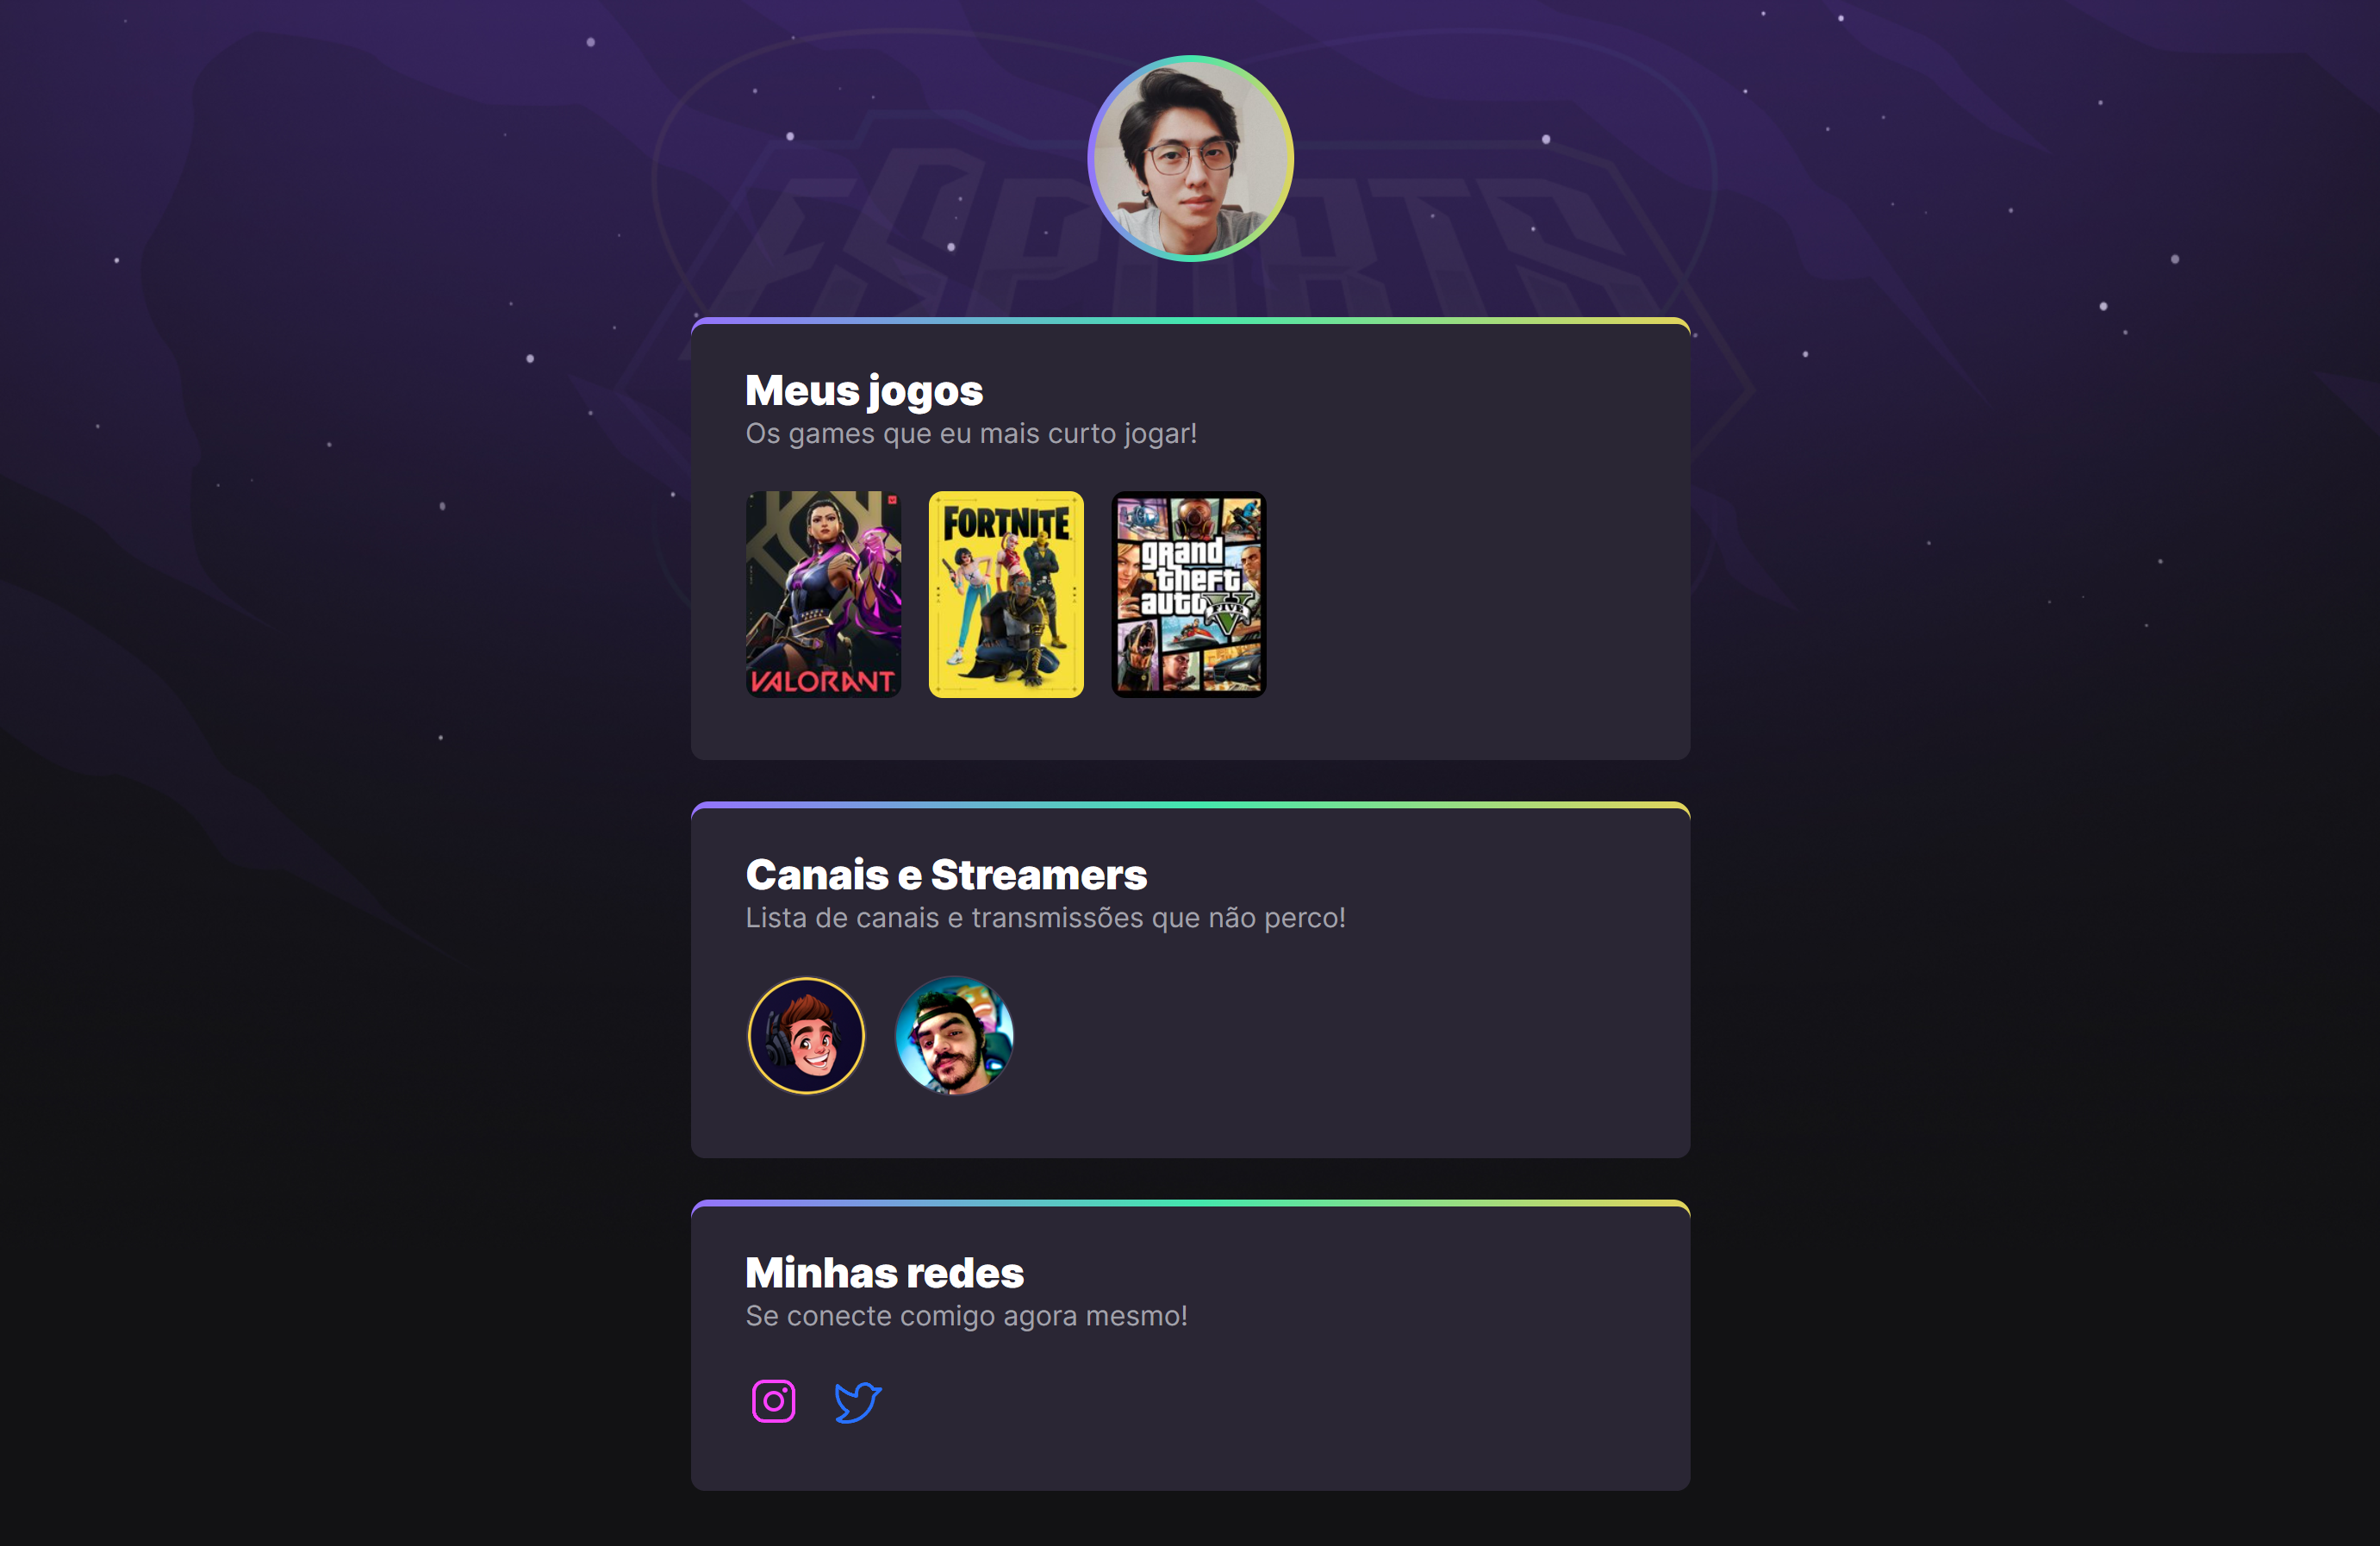 ESPORTS
Meus jogos
Os games que eu mais curto jogar!
VALORANT
FORTNITE
grand
theft
auto
V
FIVE
Canais e Streamers
Lista de canais e transmissões que não perco!
Minhas redes
Se conecte comigo agora mesmo!